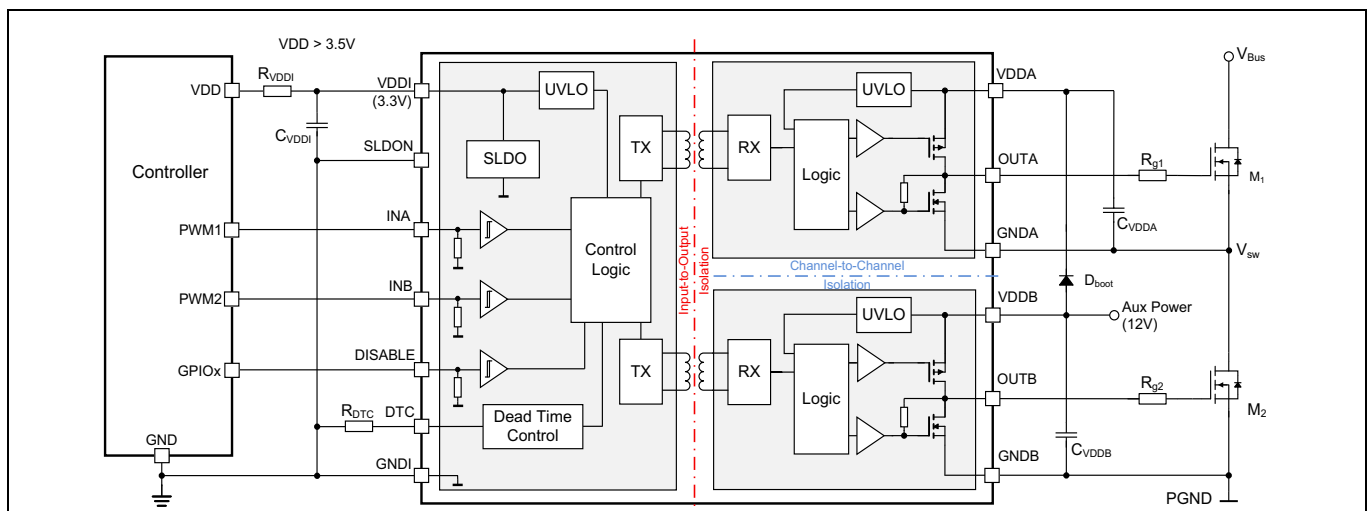 VDD > 3.5V
Controller
VDD
PWM1
PWM2
GPIOx
GND
RVDDI
CVDDI
RDTC
VDDI
(3.3V)
SLDON
INA
INB
DISABLE
DTC
GNDI
UVLO
SLDO
TX
Control
Logic
TX
Dead Time
Control
Input-to-Output
Isolation
Channel-to-Channel
Isolation
UVLO
RX
Logic
UVLO
RX
Logic
VDDA
OUTA
GNDA
VDDB
OUTB
GNDB
VBus
Rg1
M1
CVDDA
Vsw
Dboot
Aux Power
(12V)
Rg2
M2
CVDDB
PGND